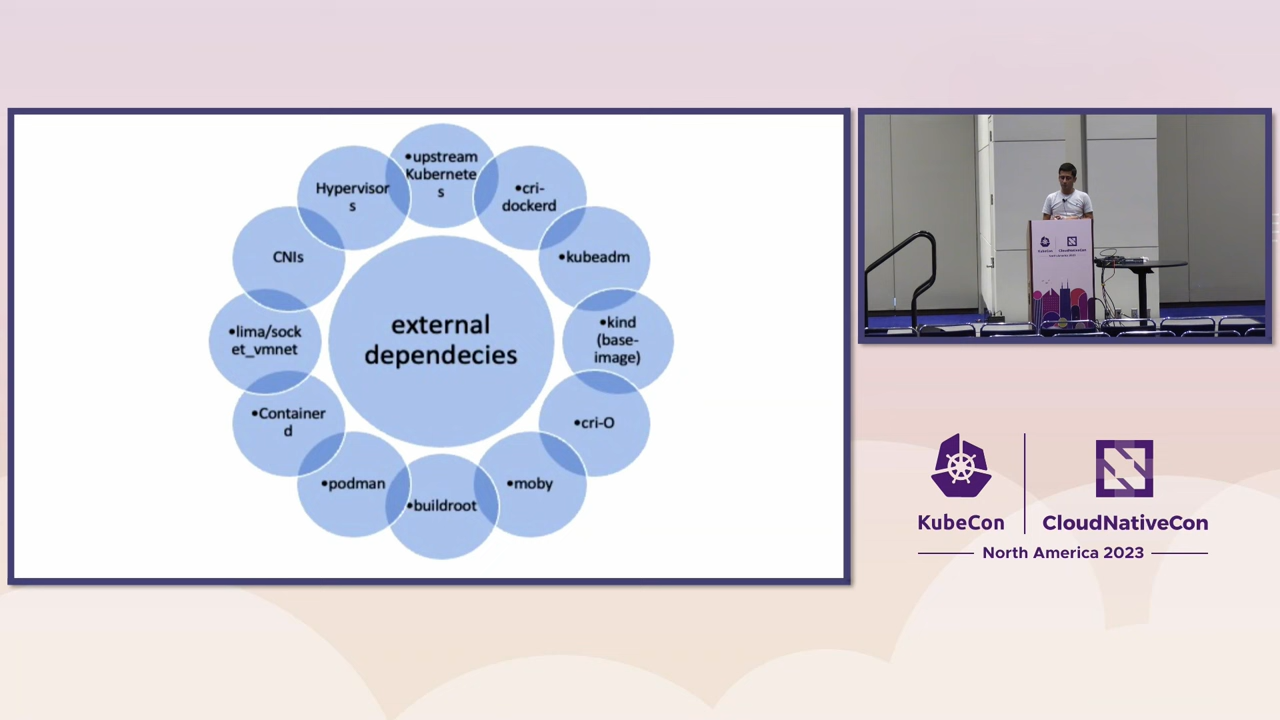 •upstream
Kubernete
s
•cri-
dockerd
•kubeadm
•kind
(base-
image)
•cri-O
•moby
•buildroot
•podman
•Container
d
•lima/sock
et_vmnet
CNIs
Hypervisor
s
external
dependecies
KubeCon
CloudNativeCon
North America 2023